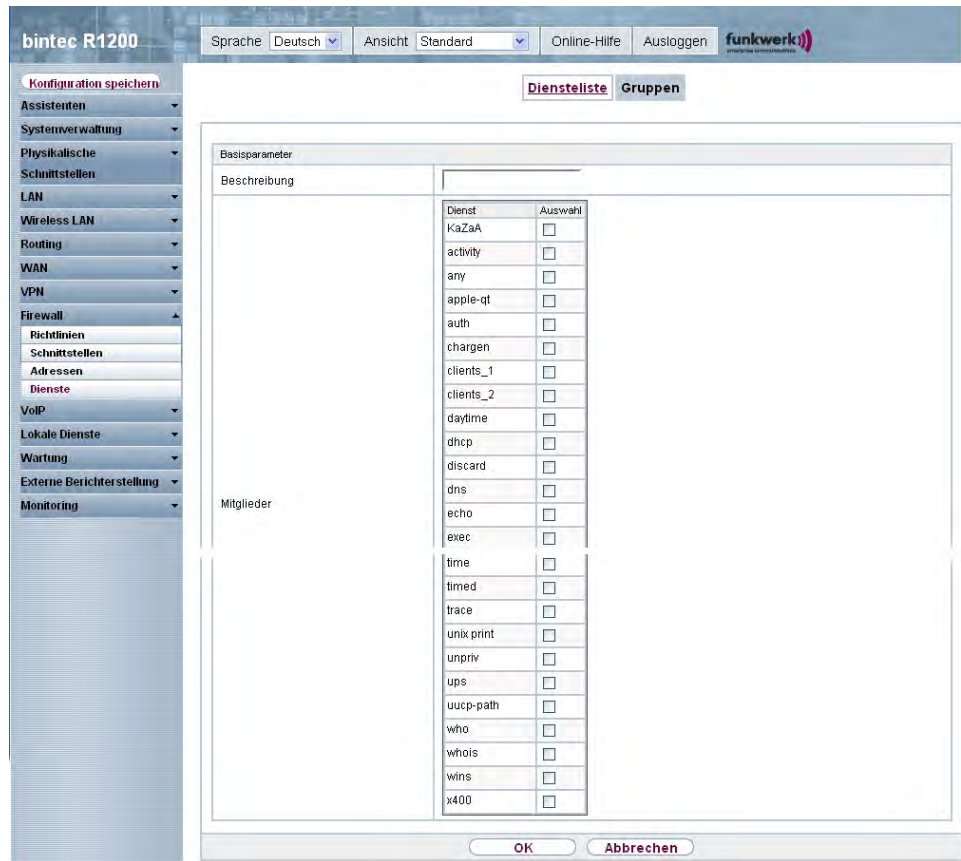 bintec R1200
Sprache Deutsch Ansicht Standard Online-Hilfe Ausloggen funkwerk
Konfiguration speichern
Assistenten
Systemverwaltung
Physikalische
Schnittstellen
LAN
Wireless LAN
Routing
WAN
VPN
Firewall
Richtlinien
Schnittstellen
Adressen
Dienste
VoIP
Lokale Dienste
Wartung
Externe Berichterstellung
Monitoring
Diensteliste Gruppen
Basisparameter
Beschreibung
Mitglieder
Dienst Auswahl
KaZaA
activity
any
apple-qt
auth
chargen
clients_1
clients_2
daytime
dhcp
discard
dns
echo
exec
time
timed
trace
unix print
unpriv
ups
uucp-path
who
whois
wins
x400
OK Abbrechen